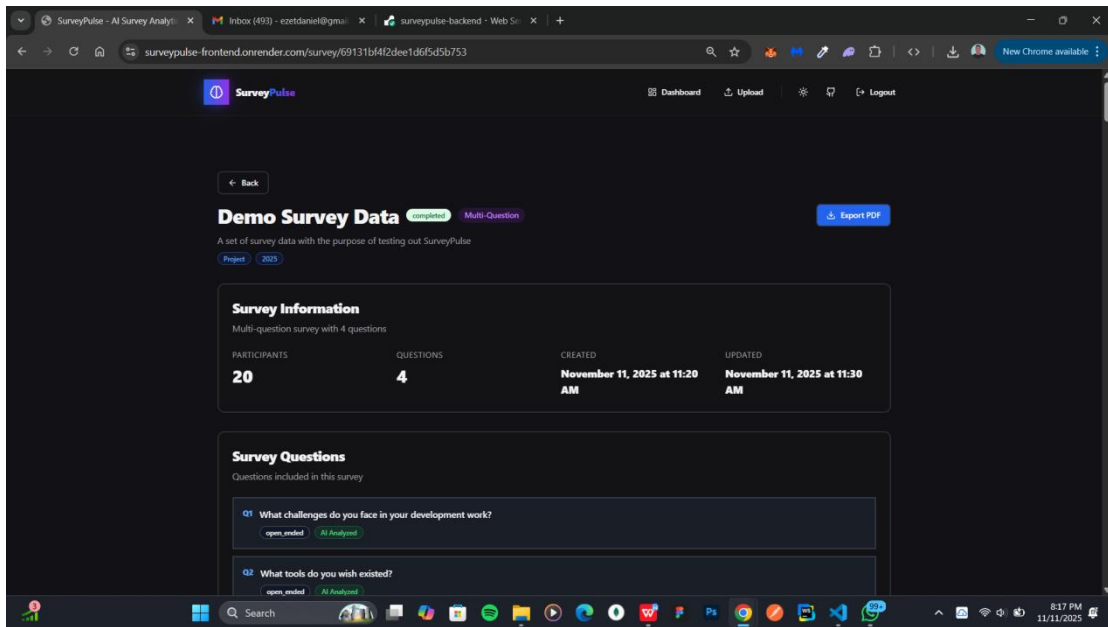 SurveyPulse - AI Survey Analyti
Inbox (493) - ezetdaniel@gmail
surveypulse-backend · Web Se
surveypulse-frontend.onrender.com/survey/69131bf4f2dee1d6f5d5b753
New Chrome available
SurveyPulse
Dashboard
Upload
Logout
Back
Demo Survey Data completed Multi-Question
Export PDF
A set of survey data with the purpose of testing out SurveyPulse
Project 2025
Survey Information
Multi-question survey with 4 questions
PARTICIPANTS QUESTIONS CREATED UPDATED
20 4 November 11, 2025 at 11:20 AM November 11, 2025 at 11:30 AM
Survey Questions
Questions included in this survey
Q1 What challenges do you face in your development work?
open_ended AI Analyzed
Q2 What tools do you wish existed?
open_ended AI Analyzed
3
Search
Ps
WS
99+
8:17 PM
11/11/2025